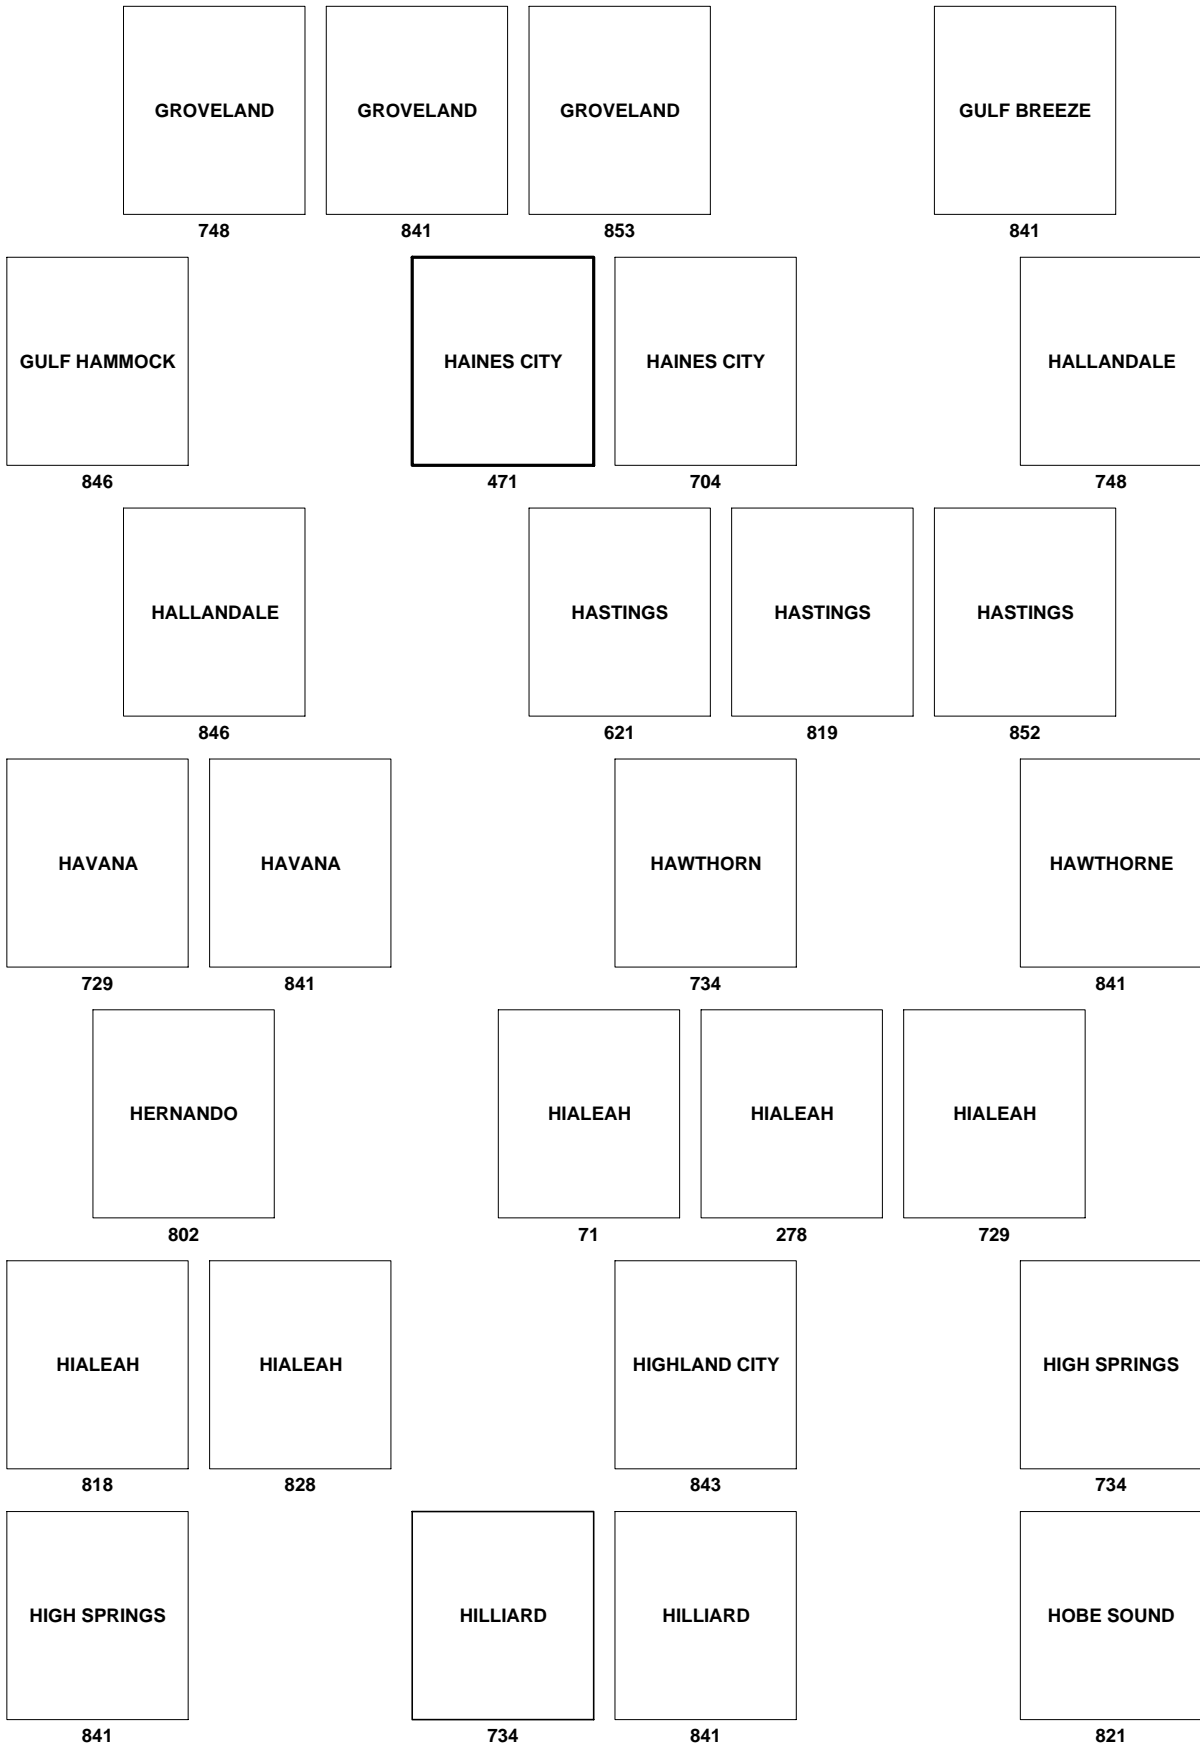 GROVELAND GROVELAND GROVELAND GULF BREEZE
748 841 853 841
GULF HAMMOCK HAINES CITY HAINES CITY HALLANDALE
846 471 704 748
HALLANDALE HASTINGS HASTINGS HASTINGS
846 621 819 852
HAVANA HAVANA HAWTHORN HAWTHORNE
729 841 734 841
HERNANDO HIALEAH HIALEAH HIALEAH
802 71 278 729
HIALEAH HIALEAH HIGHLAND CITY HIGH SPRINGS
818 828 843 734
HIGH SPRINGS HILLIARD HILLIARD HOBE SOUND
841 734 841 821